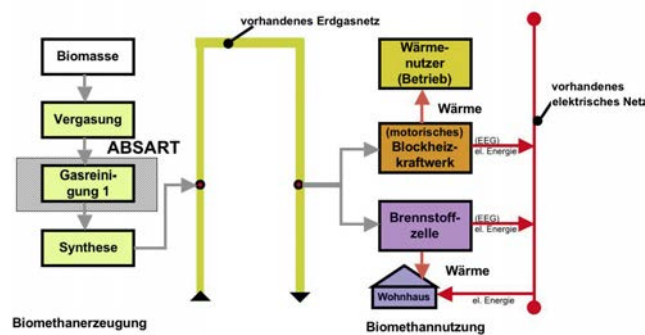 vorhandenes Erdgasnetz
Biomasse
Vergasung
ABSART
Gasreini-
gung 1
Synthese
Biomethanerzeugung
Wärme-
nutzer
(Betrieb)
Wärme
(motorisches)
Blockheiz-
kraftwerk
(EEG)
el. Energie
vorhandenes
elektrisches Netz
Brennstoff-
zelle
(EEG)
el. Energie
Wärme
Wohnhaus
el. Energie
Biomethannutzung